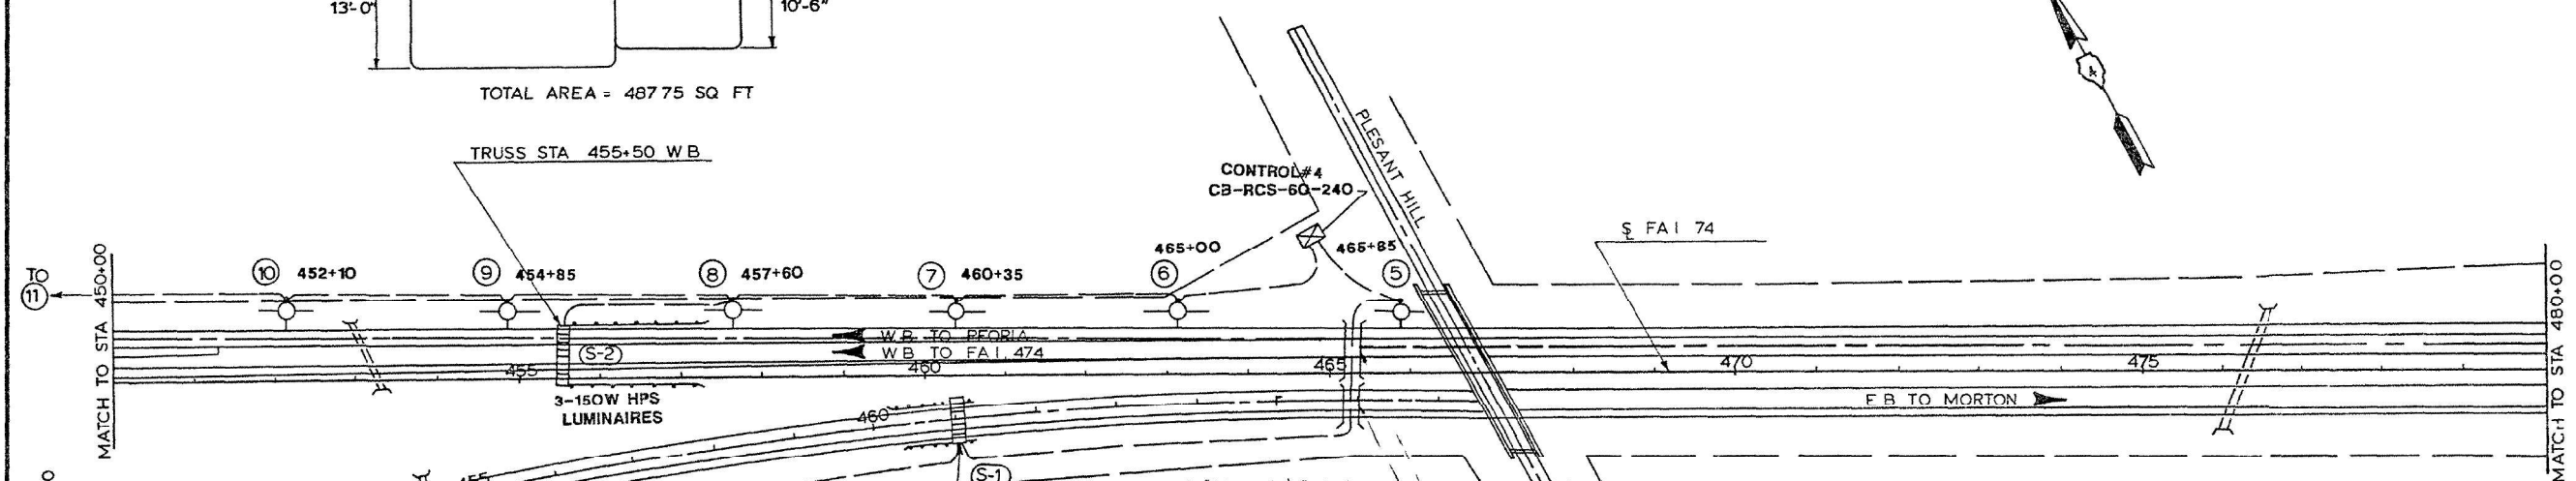 13'-0"
10'-6"
TOTAL AREA = 487 75 SQ FT
TRUSS STA 455+50 W B
CONTROL#4
CB-RCS-60-240
PLESANT HILL
℄ FA I 74
TO
11
MATCH TO STA 450+00
10 452+10
9 454+85
8 457+60
7 460+35
6 465+00
465+85
5
W B TO PEORIA
W B TO FA I 474
S-2
455
460
465
470
475
3-150W HPS
LUMINAIRES
E B TO MORTON
460
455
S-1
MATCH TO STA 480+00